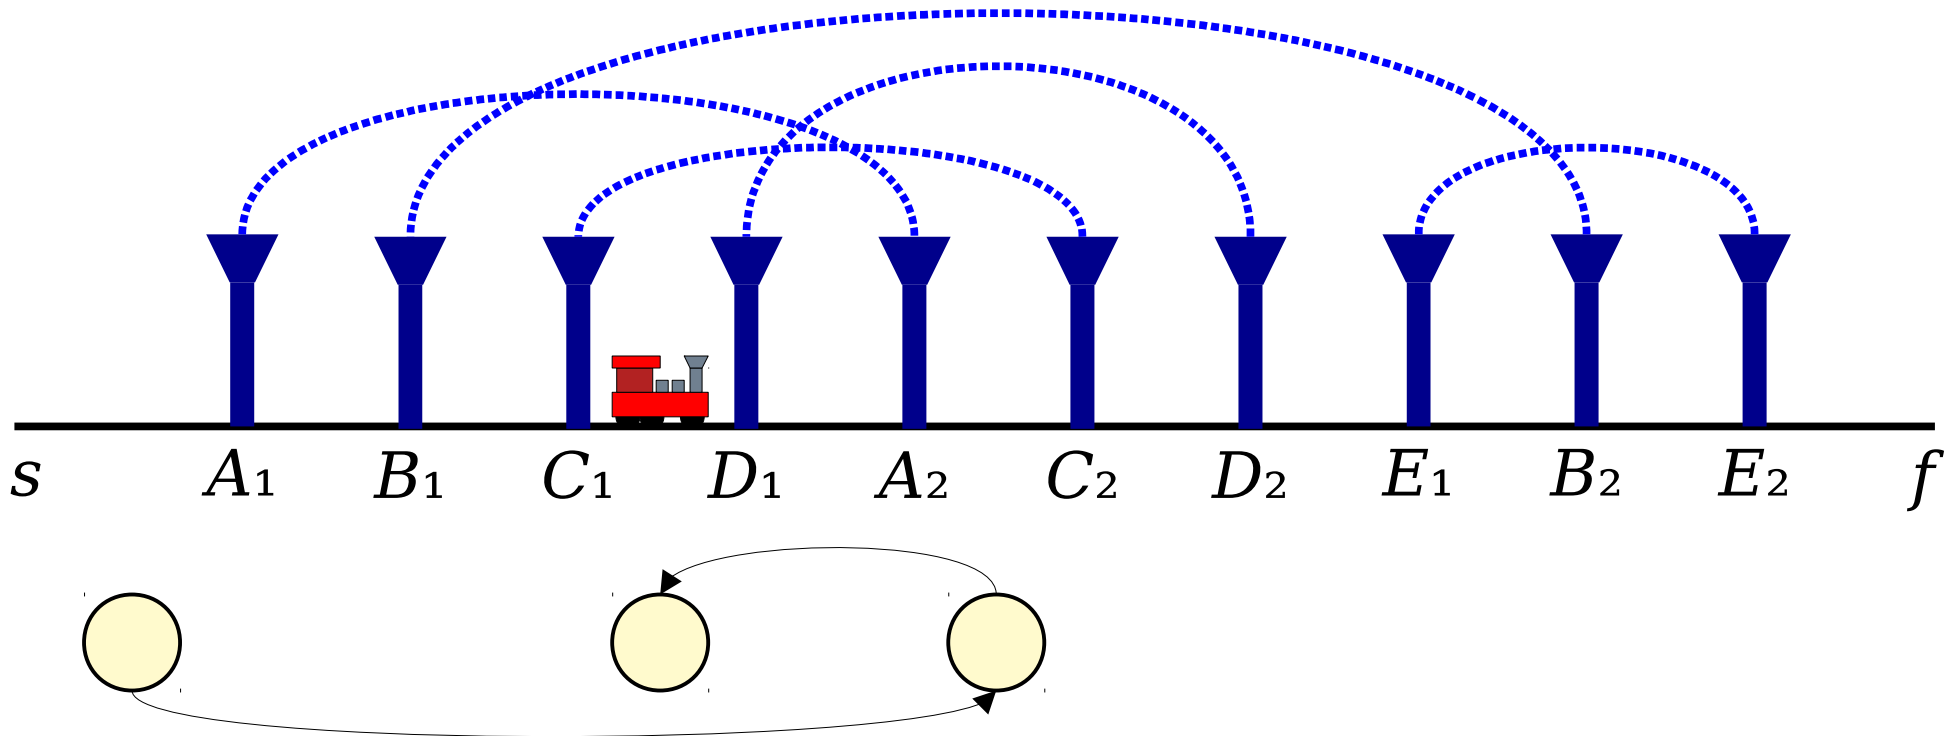 s A₁ B₁ C₁ D₁ A₂ C₂ D₂ E₁ B₂ E₂ f